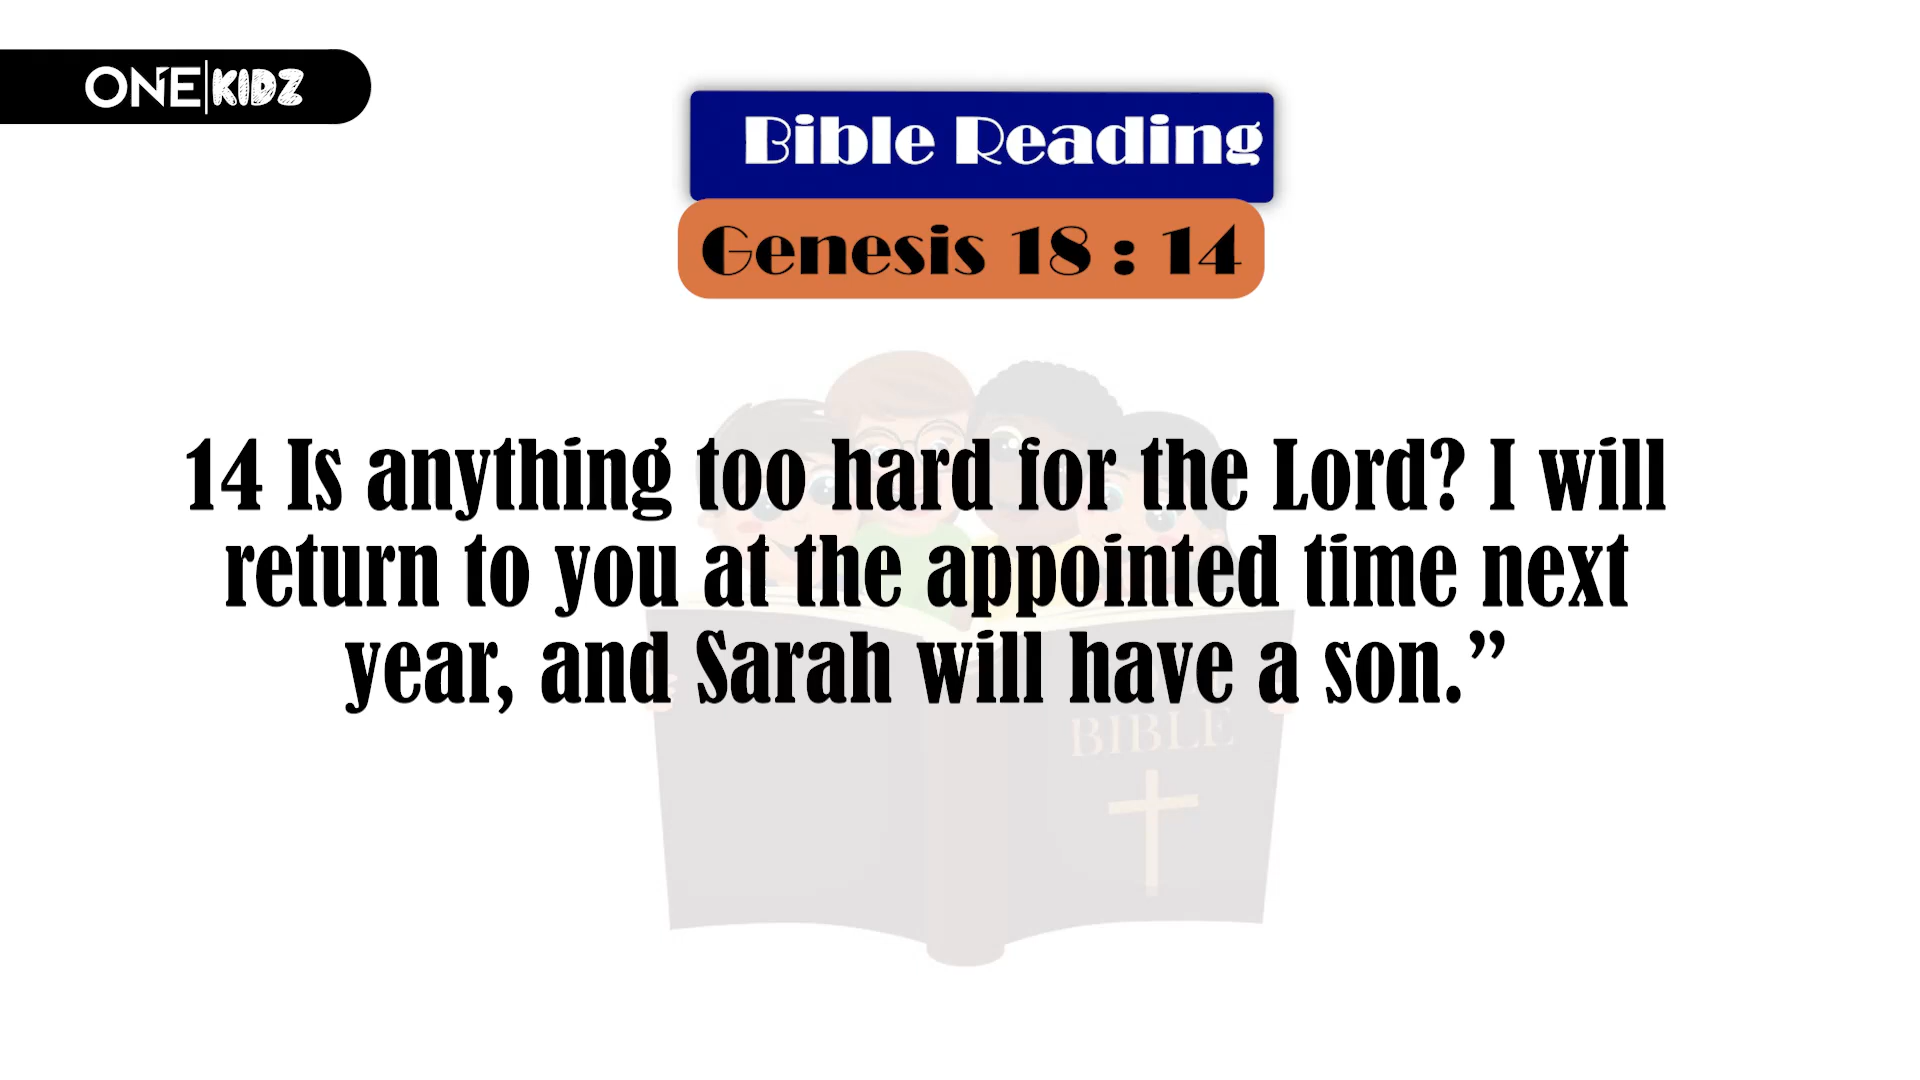 ONE|KIDZ
Bible Reading
Genesis 18 : 14
14 Is anything too hard for the Lord? I will
return to you at the appointed time next
year, and Sarah will have a son.”
BIBLE